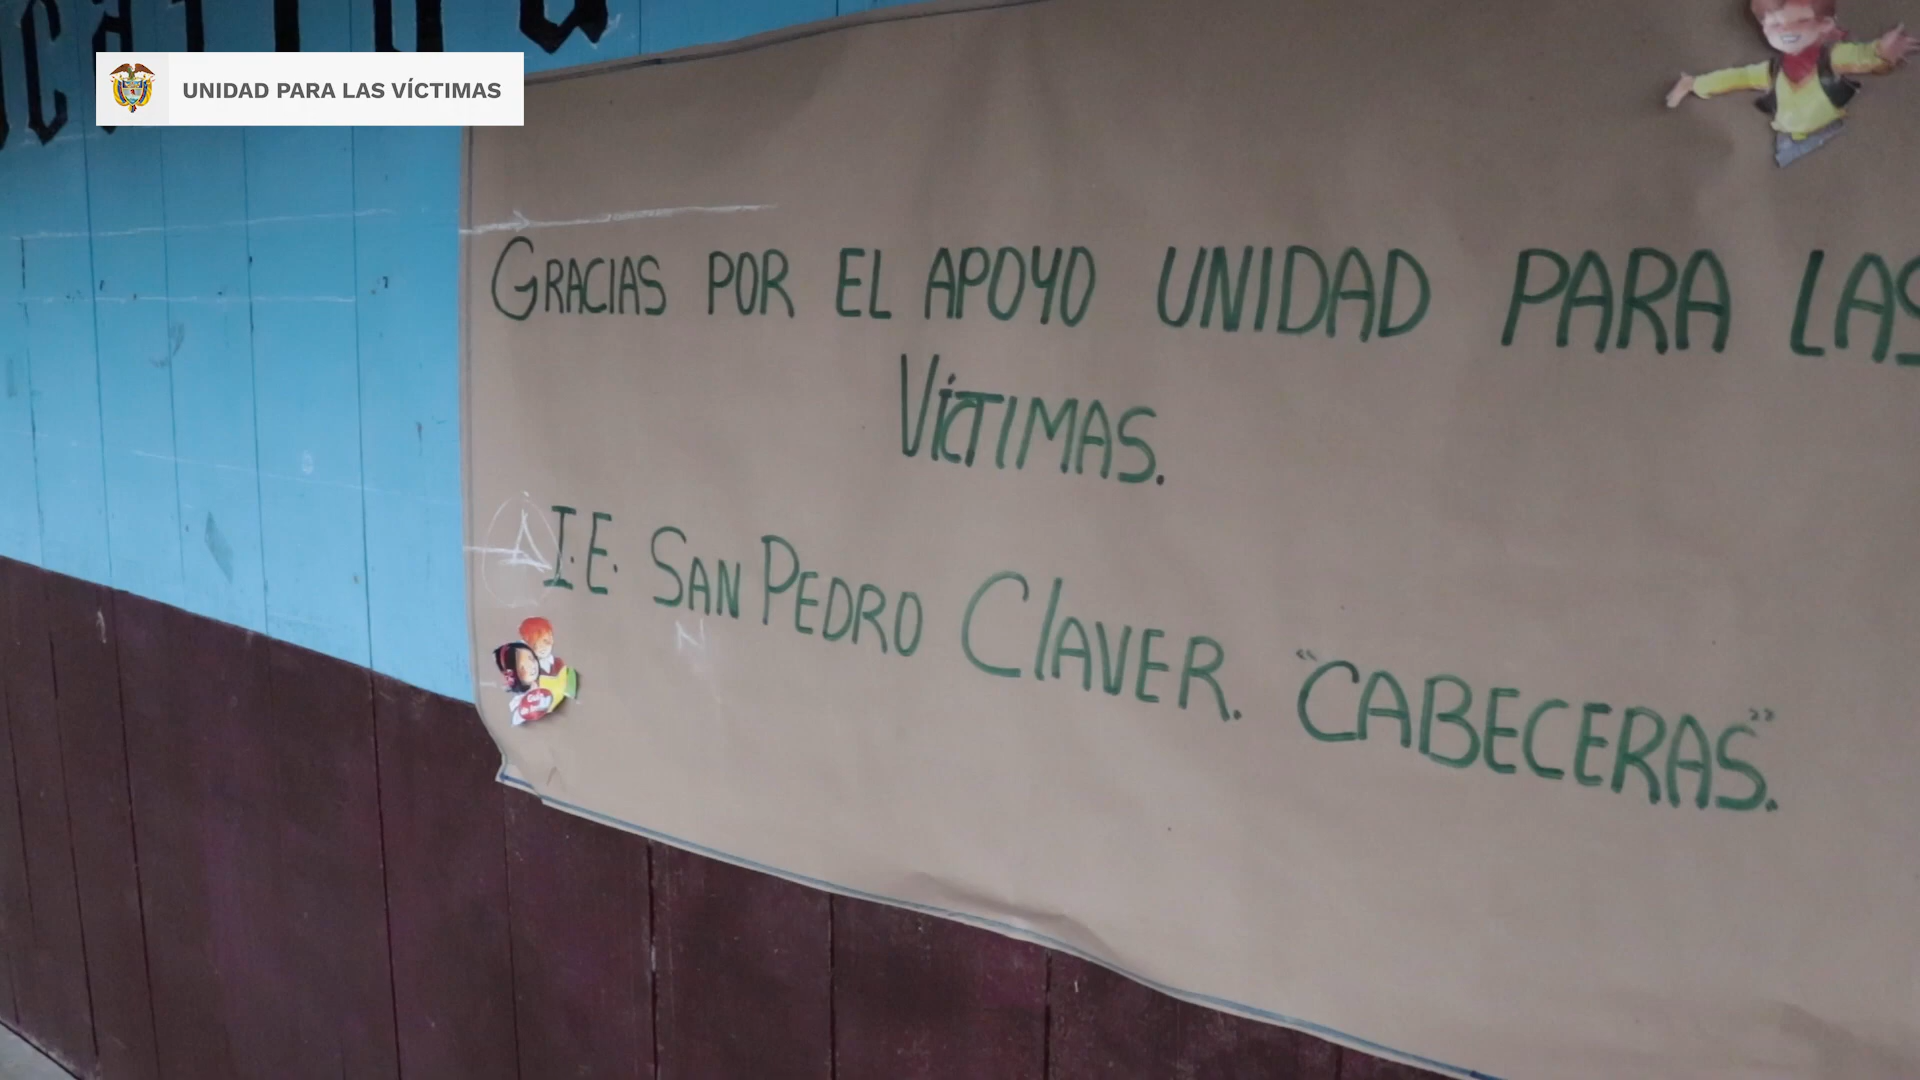 UNIDAD PARA LAS VÍCTIMAS
GRACIAS POR EL APOYO UNIDAD PARA LAS
VÍCTIMAS.
I.E. SAN PEDRO CLAVER. "CABECERAS".
N